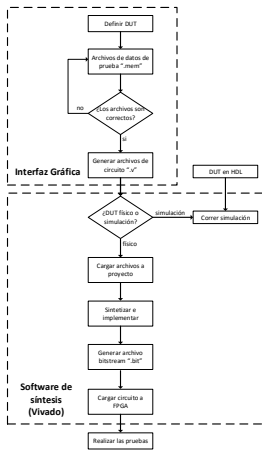 Definir DUT
Archivos de datos de
prueba ".mem"
¿Los archivos son
correctos?
no
si
Generar archivos de
circuito ".v"
Interfaz Gráfica
DUT en HDL
¿DUT físico o
simulación?
simulación
Correr simulación
físico
Cargar archivos a
proyecto
Sintetizar e
implementar
Generar archivo
bitstream ".bit"
Software de
síntesis
(Vivado)
Cargar circuito a
FPGA
Realizar las pruebas